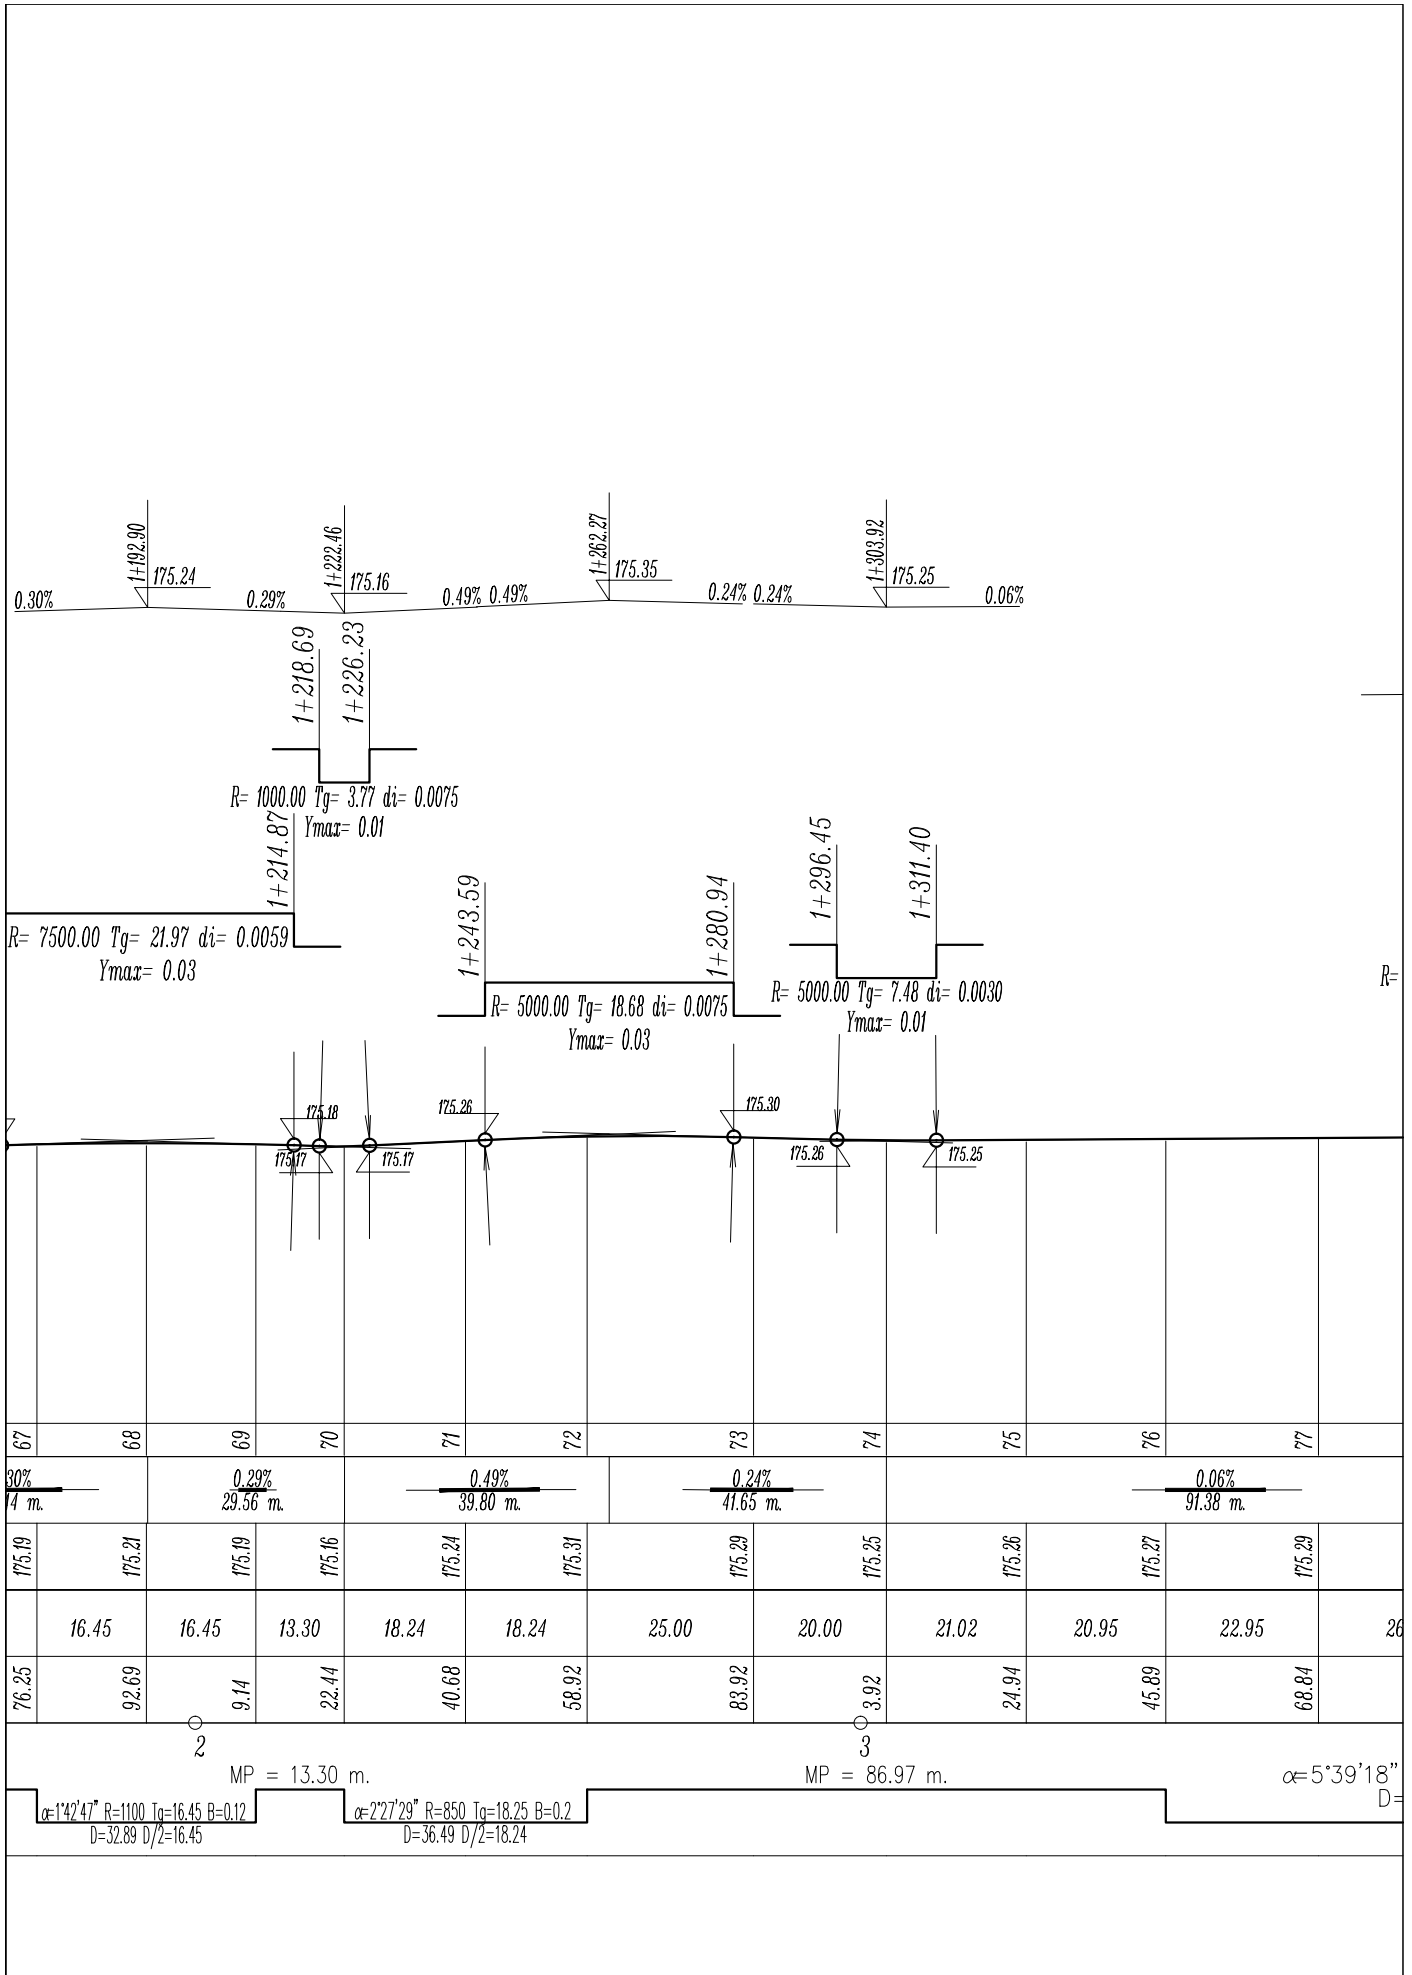 1+192.90
1+222.46
1+262.27
1+303.92
175.24
175.16
175.35
175.25
0.30%
0.29%
0.49% 0.49%
0.24% 0.24%
0.06%
1+218.69
1+226.23
R= 1000.00 Tg= 3.77 di= 0.0075
Ymax= 0.01
1+214.87
1+243.59
1+280.94
1+296.45
1+311.40
R= 7500.00 Tg= 21.97 di= 0.0059
Ymax= 0.03
R= 5000.00 Tg= 18.68 di= 0.0075
Ymax= 0.03
R= 5000.00 Tg= 7.48 di= 0.0030
Ymax= 0.01
R=
175.18
175.26
175.30
175.17
175.17
175.26
175.25
67 68 69 70 71 72 73 74 75 76 77
30% 0.29% 0.49% 0.24% 0.06%
14 m. 29.56 m. 39.80 m. 41.65 m. 91.38 m.
175.19 175.21 175.19 175.16 175.24 175.31 175.29 175.25 175.26 175.27 175.29
16.45 16.45 13.30 18.24 18.24 25.00 20.00 21.02 20.95 22.95 26
76.25 92.69 9.14 22.44 40.68 58.92 83.92 3.92 24.94 45.89 68.84
2 3
MP = 13.30 m. MP = 86.97 m. α=5°39'18"
D=
α=1°42'47" R=1100 Tg=16.45 B=0.12
D=32.89 D/2=16.45
α=2°27'29" R=850 Tg=18.25 B=0.2
D=36.49 D/2=18.24